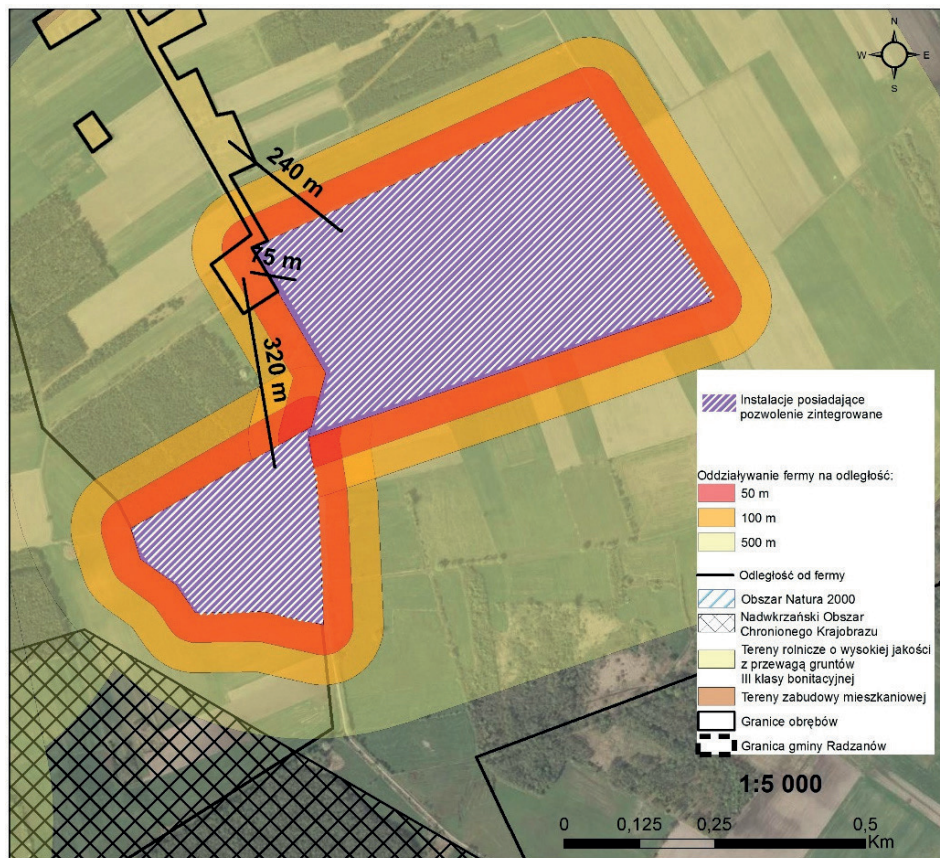 N
W E
S
240 m
75 m
320 m
Instalacje posiadające
pozwolenie zintegrowane
Oddziaływanie fermy na odległość:
50 m
100 m
500 m
Odległość od fermy
Obszar Natura 2000
Nadwkrzański Obszar
Chronionego Krajobrazu
Tereny rolnicze o wysokiej jakości
z przewagą gruntów
III klasy bonitacyjnej
Tereny zabudowy mieszkaniowej
Granice obrębów
Granica gminy Radzanów
1:5 000
0 0,125 0,25 0,5
Km